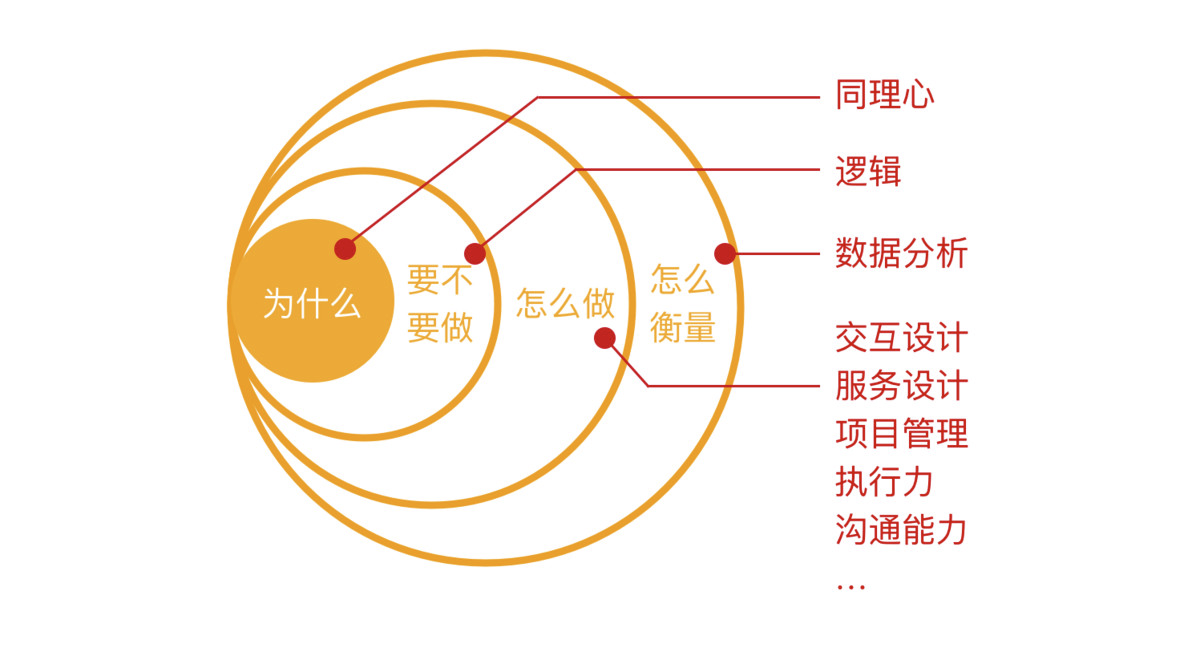 同理心
逻辑
数据分析
为什么
要不
要做
怎么做
怎么
衡量
交互设计
服务设计
项目管理
执行力
沟通能力
...